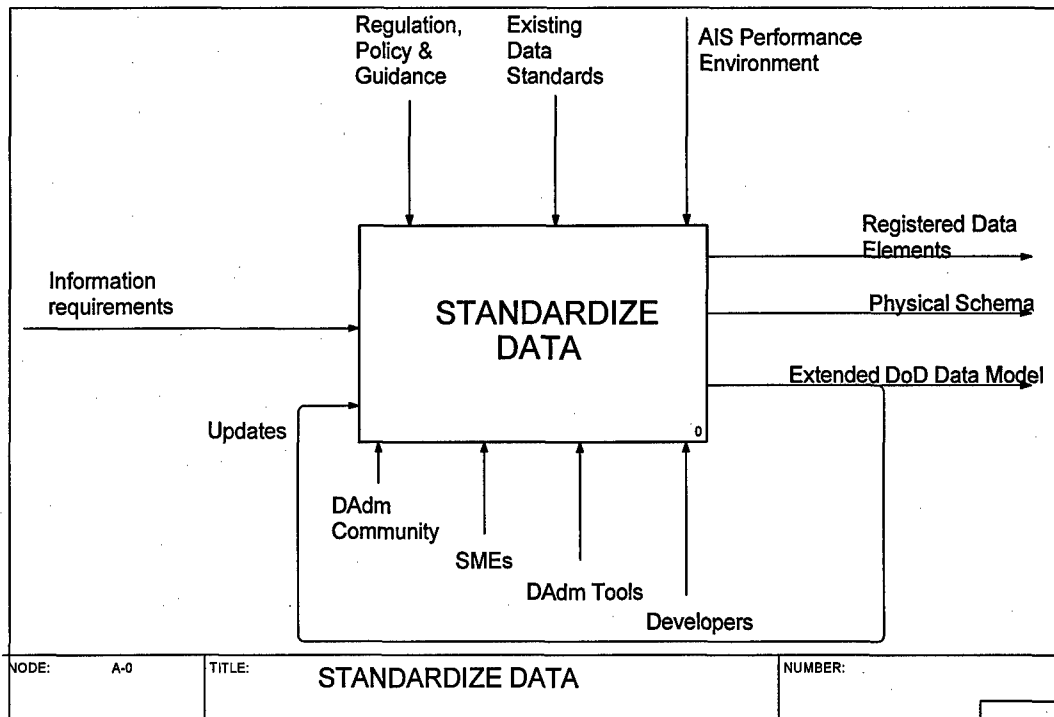 Regulation,
Policy &
Guidance
Existing
Data
Standards
AIS Performance
Environment
Registered Data
Elements
Information
requirements
Physical Schema
STANDARDIZE
DATA
Extended DoD Data Model
Updates
0
DAdm
Community
SMEs
DAdm Tools
Developers
NODE: A-0
TITLE: STANDARDIZE DATA
NUMBER: